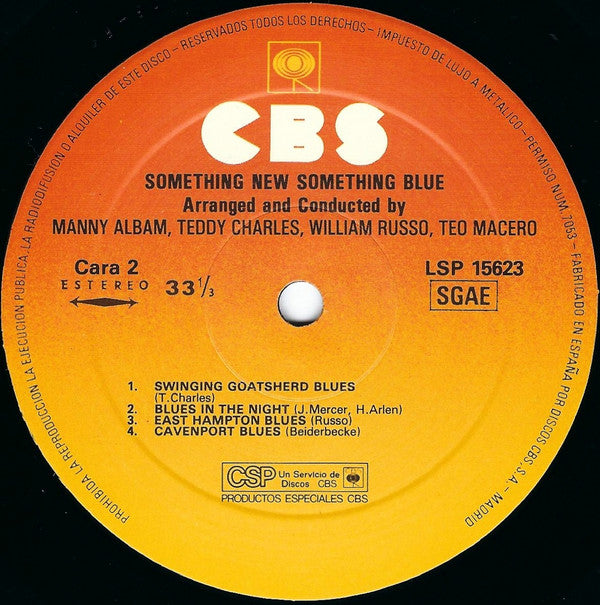 PROHIBIDA LA REPRODUCCION, LA EJECUCION PUBLICA, LA RADIODIFUSION O ALQUILER DE ESTE DISCO - RESERVADOS TODOS LOS DERECHOS - IMPUESTO DE LUJO A METALICO - PERMISO NUM. 7053 - FABRICADO EN ESPAÑA POR DISCOS CBS, S.A. - MADRID
CBS
SOMETHING NEW SOMETHING BLUE
Arranged and Conducted by
MANNY ALBAM, TEDDY CHARLES, WILLIAM RUSSO, TEO MACERO
Cara 2
LSP 15623
ESTEREO 33 1/3
SGAE
1. SWINGING GOATSHERD BLUES
(T.Charles)
2. BLUES IN THE NIGHT (J.Mercer, H.Arlen)
3. EAST HAMPTON BLUES (Russo)
4. CAVENPORT BLUES (Beiderbecke)
CSP Un Servicio de
Discos CBS
PRODUCTOS ESPECIALES CBS